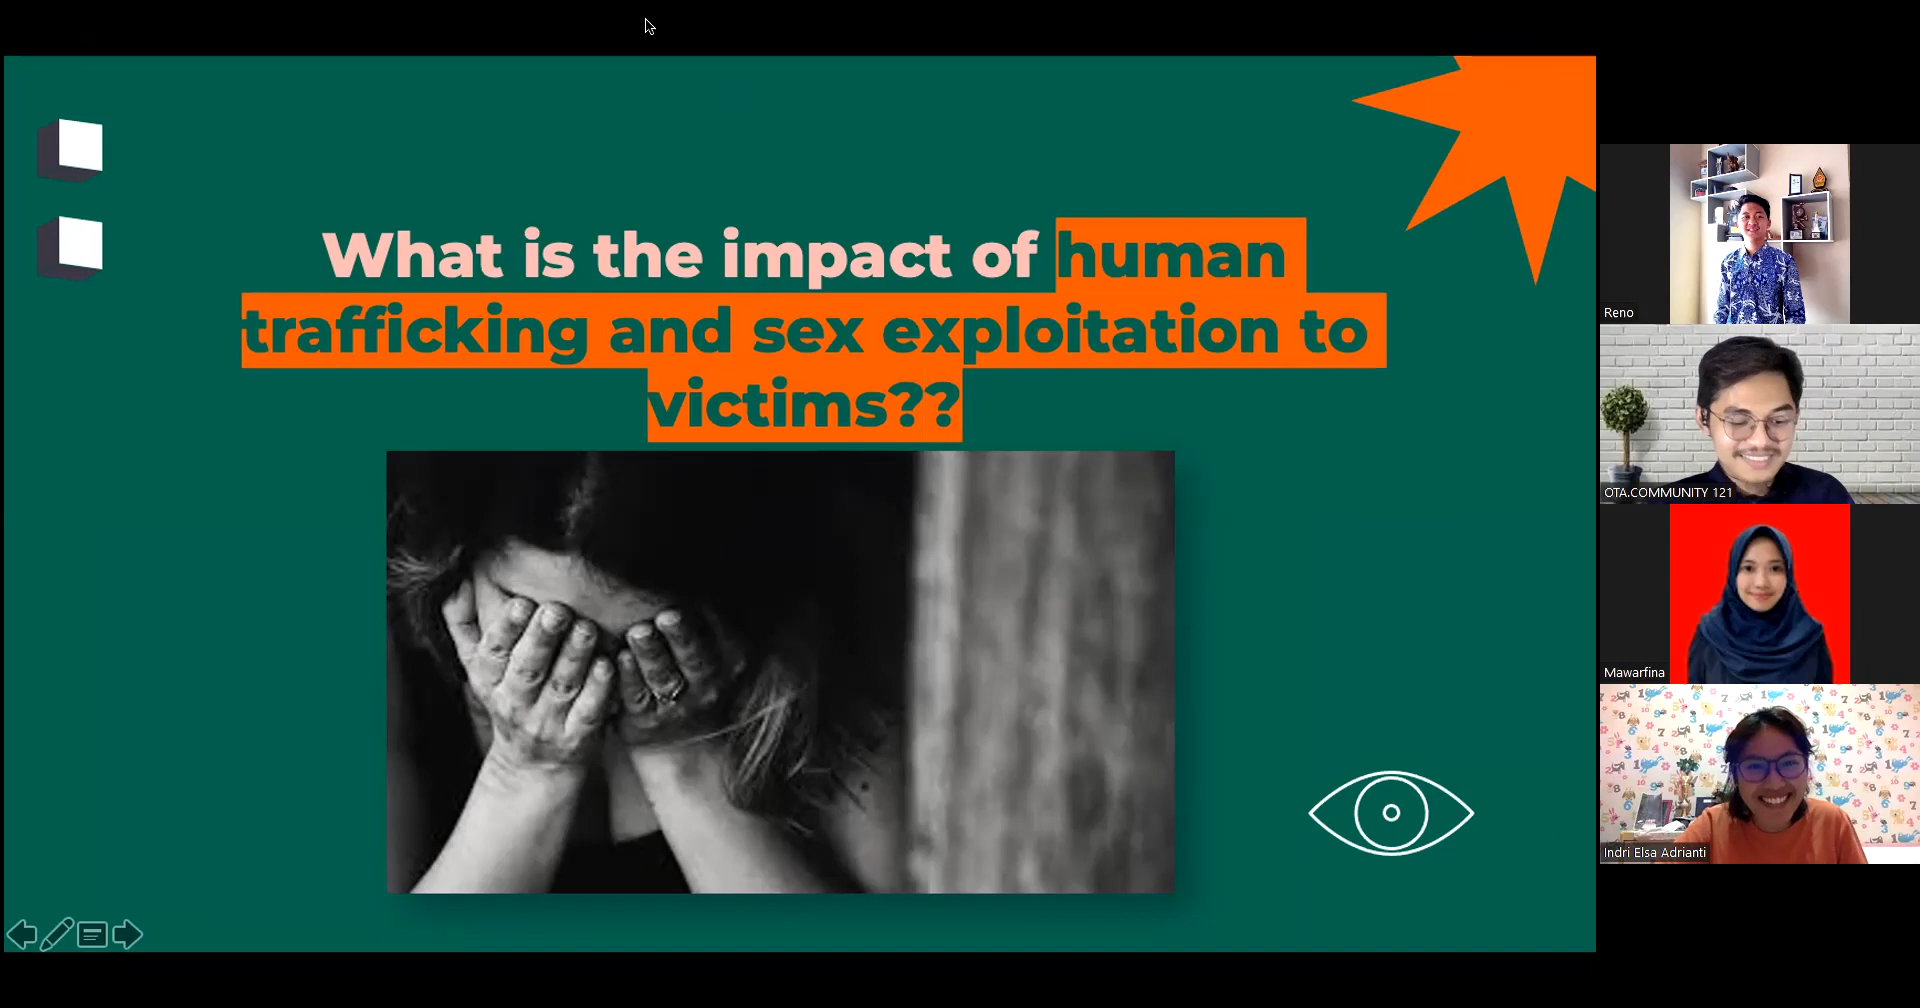 What is the impact of human
trafficking and sex exploitation to
victims??
Reno
OTA.COMMUNITY 121
Mawarfina
Indri Elsa Adrianti